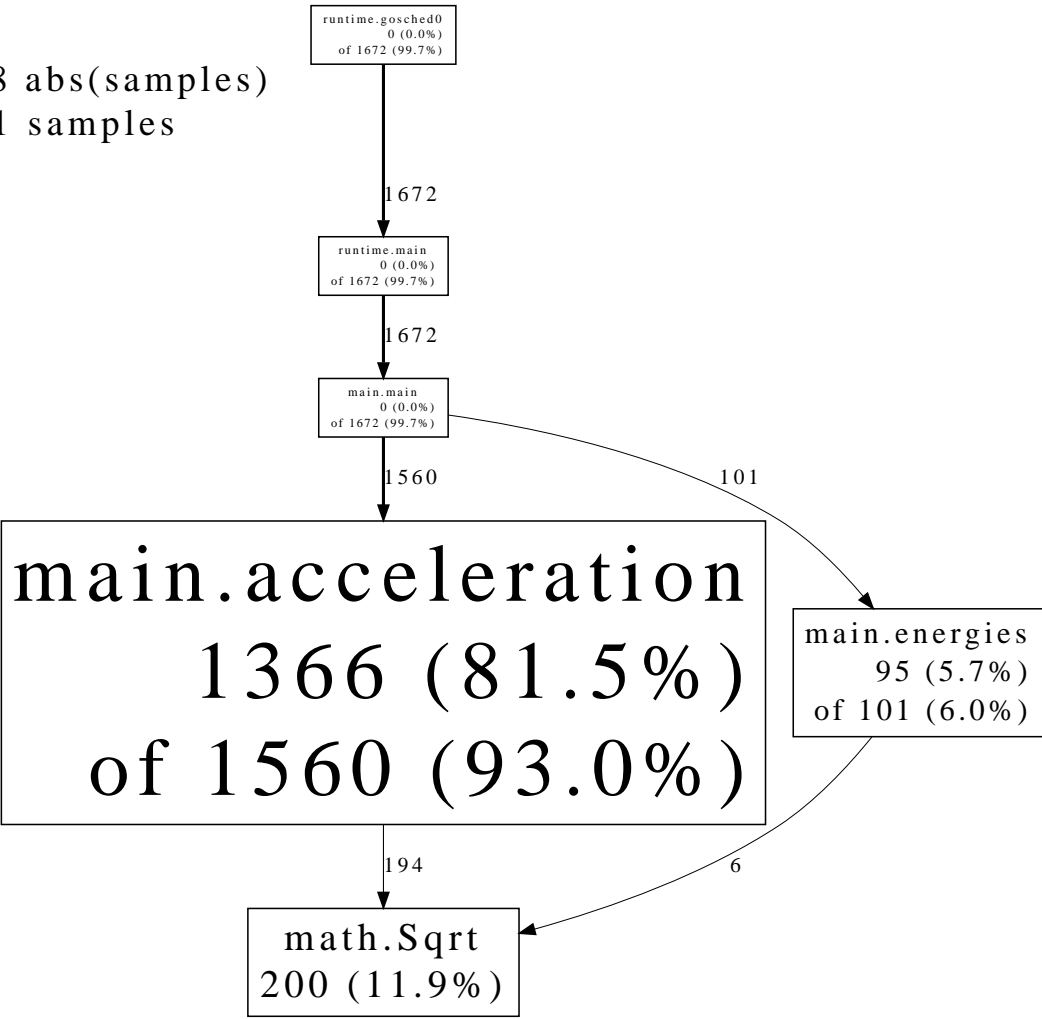 runtime.gosched0
0 (0.0%)
of 1672 (99.7%)
8 abs(samples)
1 samples
1672
runtime.main
0 (0.0%)
of 1672 (99.7%)
1672
main.main
0 (0.0%)
of 1672 (99.7%)
1560
101
main.acceleration
1366 (81.5%)
of 1560 (93.0%)
main.energies
95 (5.7%)
of 101 (6.0%)
194
6
math.Sqrt
200 (11.9%)